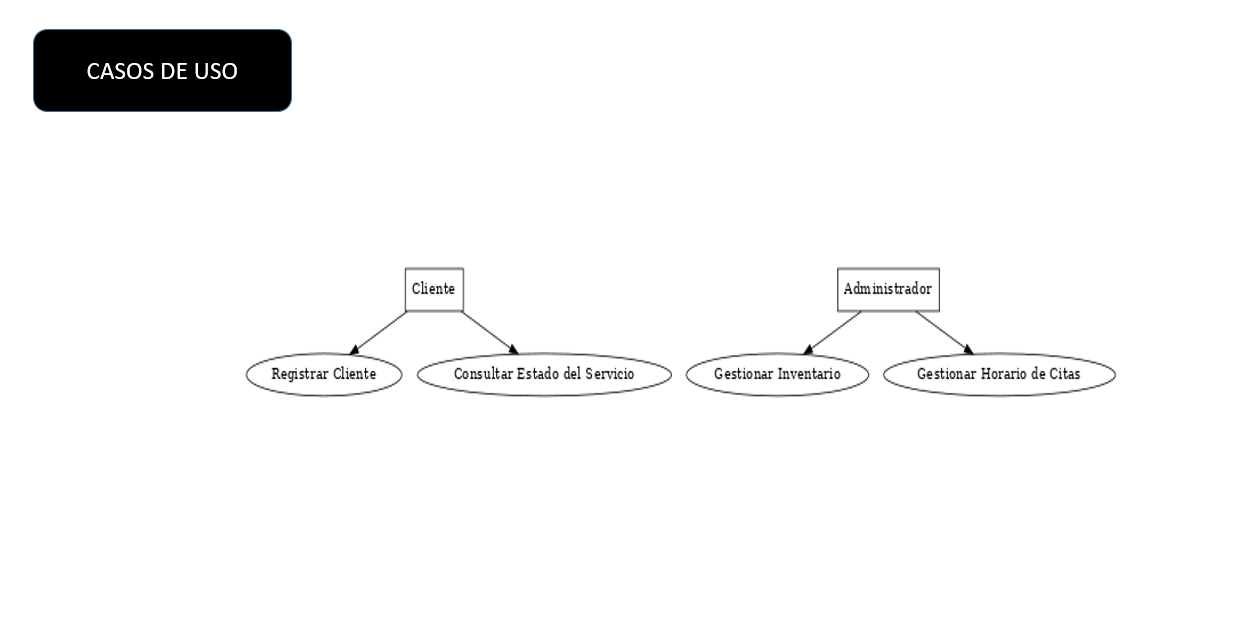 CASOS DE USO
Cliente
Administrador
Registrar Cliente
Consultar Estado del Servicio
Gestionar Inventario
Gestionar Horario de Citas